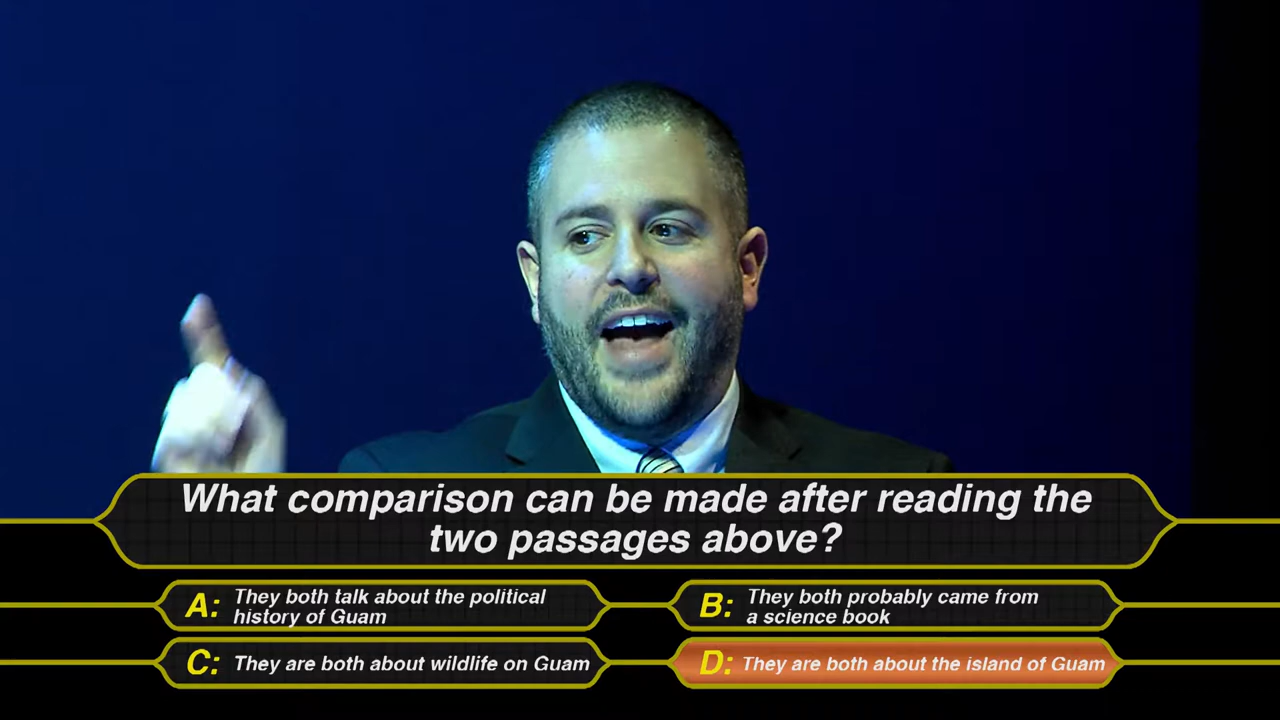 What comparison can be made after reading the
two passages above?
A: They both talk about the political
history of Guam
B: They both probably came from
a science book
C: They are both about wildlife on Guam
D: They are both about the island of Guam